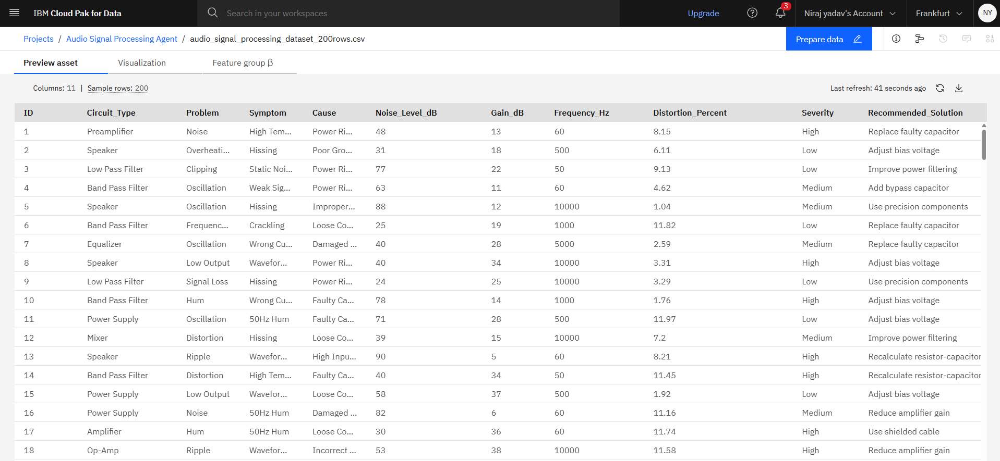 IBM Cloud Pak for Data Search in your workspaces Upgrade 3 Niraj yadav's Account Frankfurt NY
Projects / Audio Signal Processing Agent / audio_signal_processing_dataset_200rows.csv Prepare data
Preview asset Visualization Feature group β
Columns: 11 | Sample rows: 200 Last refresh: 41 seconds ago
ID Circuit_Type Problem Symptom Cause Noise_Level_dB Gain_dB Frequency_Hz Distortion_Percent Severity Recommended_Solution
1 Preamplifier Noise High Tem... Power Ri... 48 13 60 8.15 High Replace faulty capacitor
2 Speaker Overheati... Hissing Poor Gro... 31 18 500 6.11 Low Adjust bias voltage
3 Low Pass Filter Clipping Static Noi... Power Ri... 77 22 50 9.13 Low Improve power filtering
4 Band Pass Filter Oscillation Weak Sig... Power Ri... 63 11 60 4.62 Medium Add bypass capacitor
5 Speaker Oscillation Hissing Improper... 88 12 10000 1.04 Medium Use precision components
6 Band Pass Filter Frequenc... Crackling Loose Co... 25 19 1000 11.82 Low Replace faulty capacitor
7 Equalizer Oscillation Wrong Cu... Damaged ... 40 28 5000 2.59 Medium Replace faulty capacitor
8 Speaker Low Output Wavefor... Power Ri... 40 34 10000 3.31 High Adjust bias voltage
9 Low Pass Filter Signal Loss Hissing Power Ri... 24 25 10000 3.29 Low Use precision components
10 Band Pass Filter Hum Wrong Cu... Faulty Ca... 78 14 1000 1.76 High Adjust bias voltage
11 Power Supply Oscillation 50Hz Hum Faulty Ca... 71 28 500 11.97 Low Adjust bias voltage
12 Mixer Distortion Hissing Loose Co... 39 15 10000 7.2 Medium Improve power filtering
13 Speaker Ripple Wavefor... High Inpu... 90 5 60 8.21 High Recalculate resistor-capacitor
14 Band Pass Filter Distortion High Tem... Faulty Ca... 40 34 50 11.45 High Recalculate resistor-capacitor
15 Power Supply Low Output Wavefor... Loose Co... 58 37 500 1.92 Low Adjust bias voltage
16 Power Supply Noise 50Hz Hum Damaged ... 82 6 60 11.16 Medium Reduce amplifier gain
17 Amplifier Hum 50Hz Hum Loose Co... 30 36 60 11.74 High Use shielded cable
18 Op-Amp Ripple Wavefor... Incorrect ... 53 38 10000 11.58 High Reduce amplifier gain